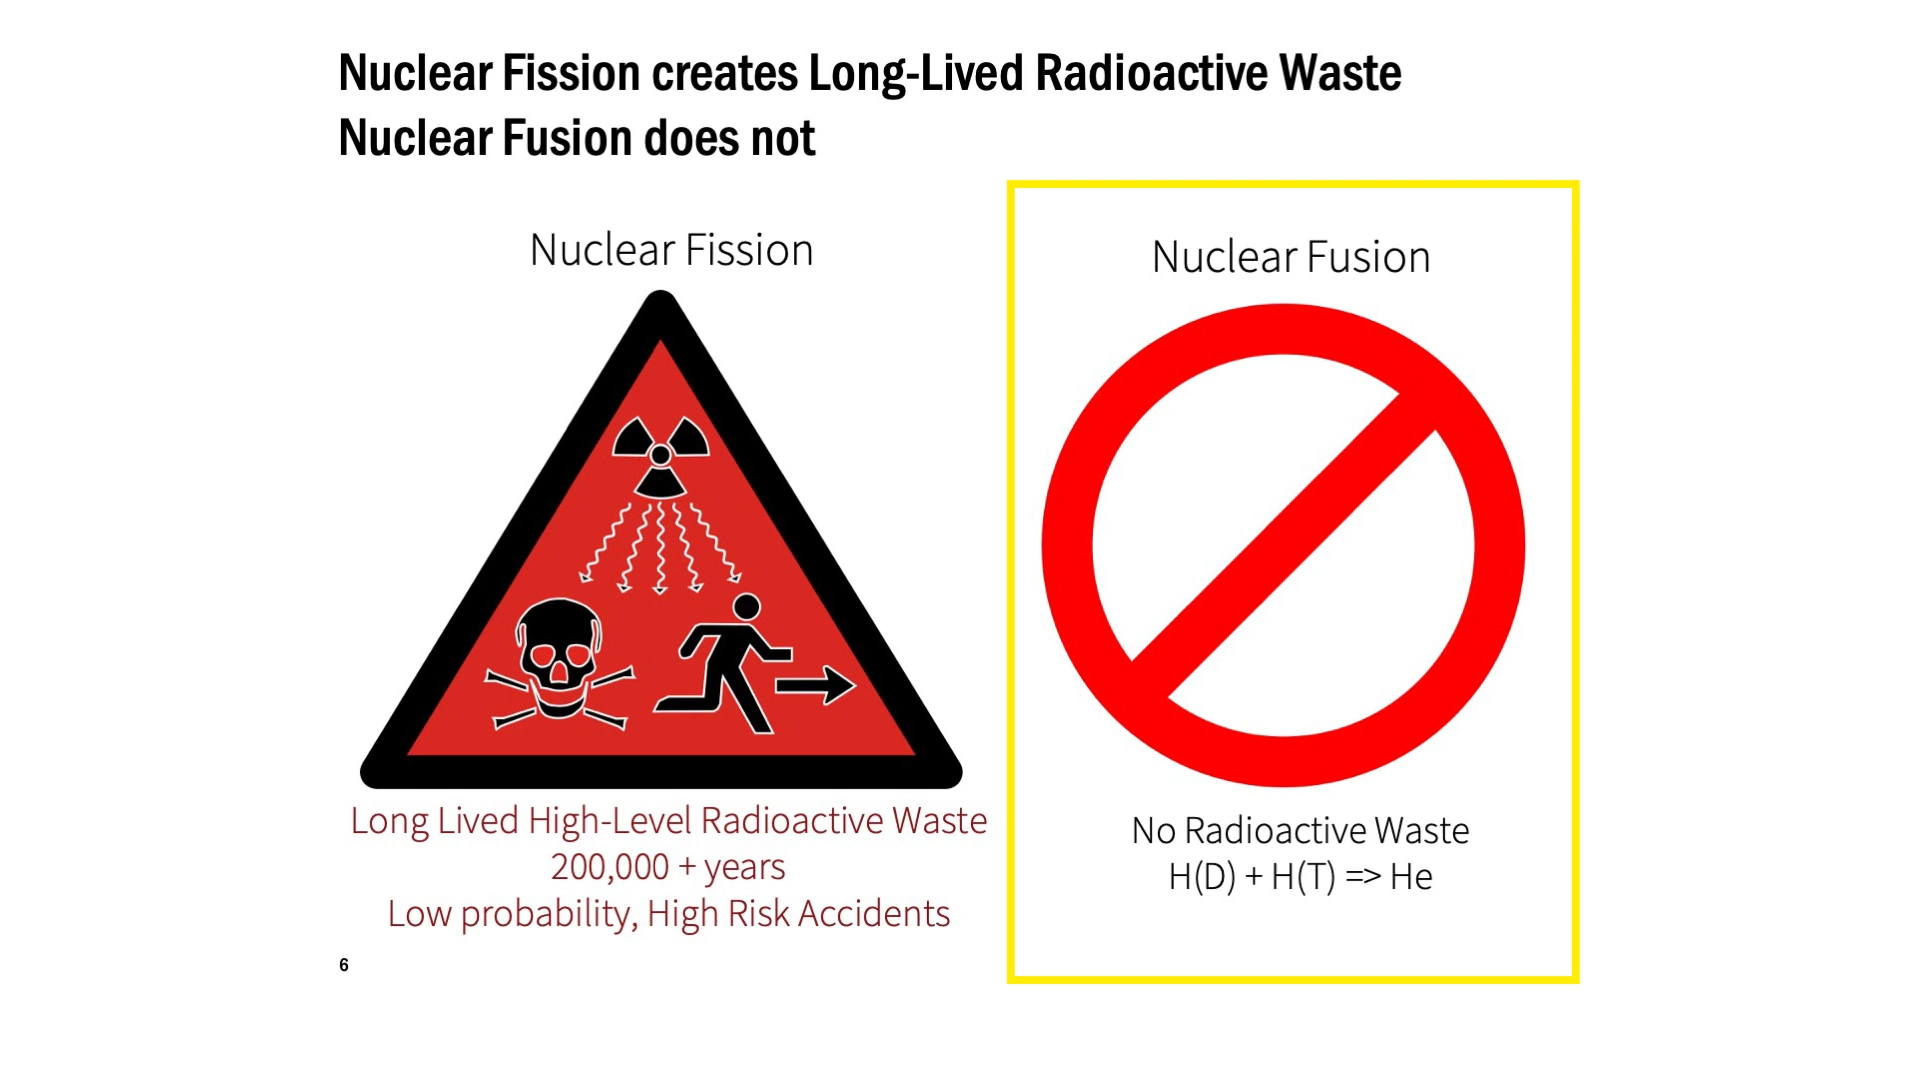 Nuclear Fission creates Long-Lived Radioactive Waste
Nuclear Fusion does not
Nuclear Fission
Long Lived High-Level Radioactive Waste
200,000 + years
Low probability, High Risk Accidents
Nuclear Fusion
No Radioactive Waste
H(D) + H(T) => He
6